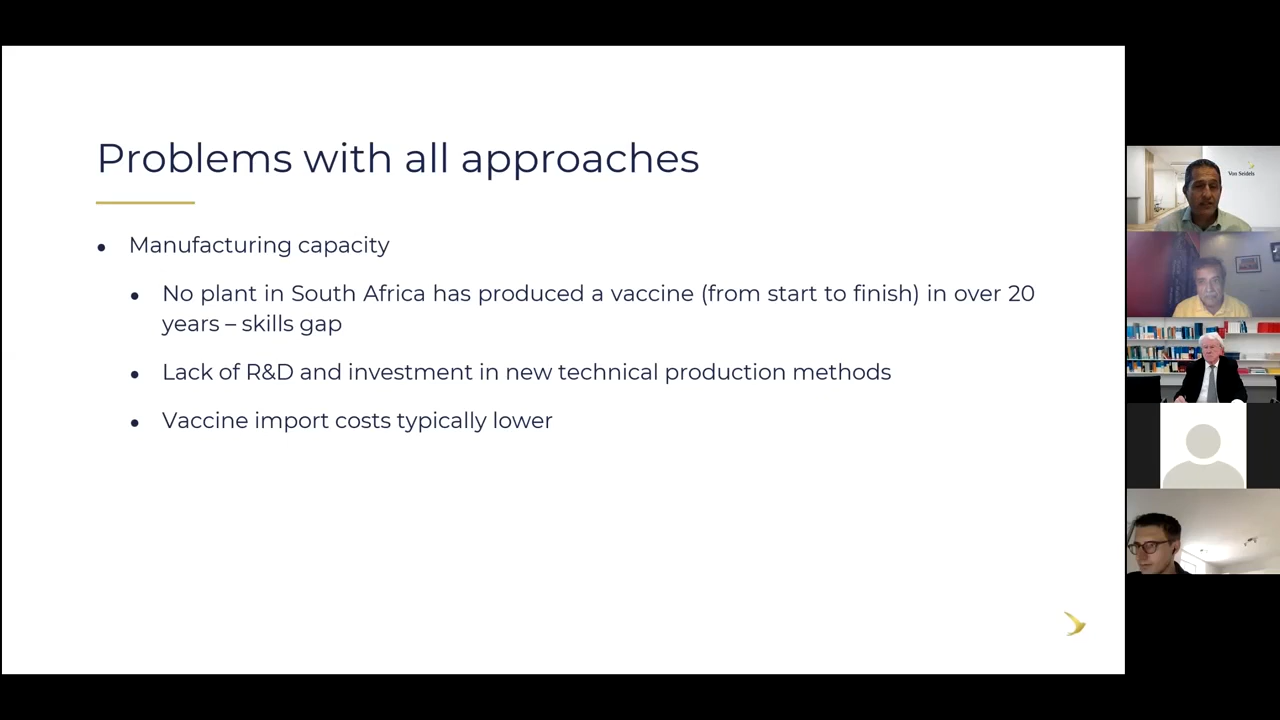 Problems with all approaches
• Manufacturing capacity
• No plant in South Africa has produced a vaccine (from start to finish) in over 20
years – skills gap
• Lack of R&D and investment in new technical production methods
• Vaccine import costs typically lower
Von Seidels